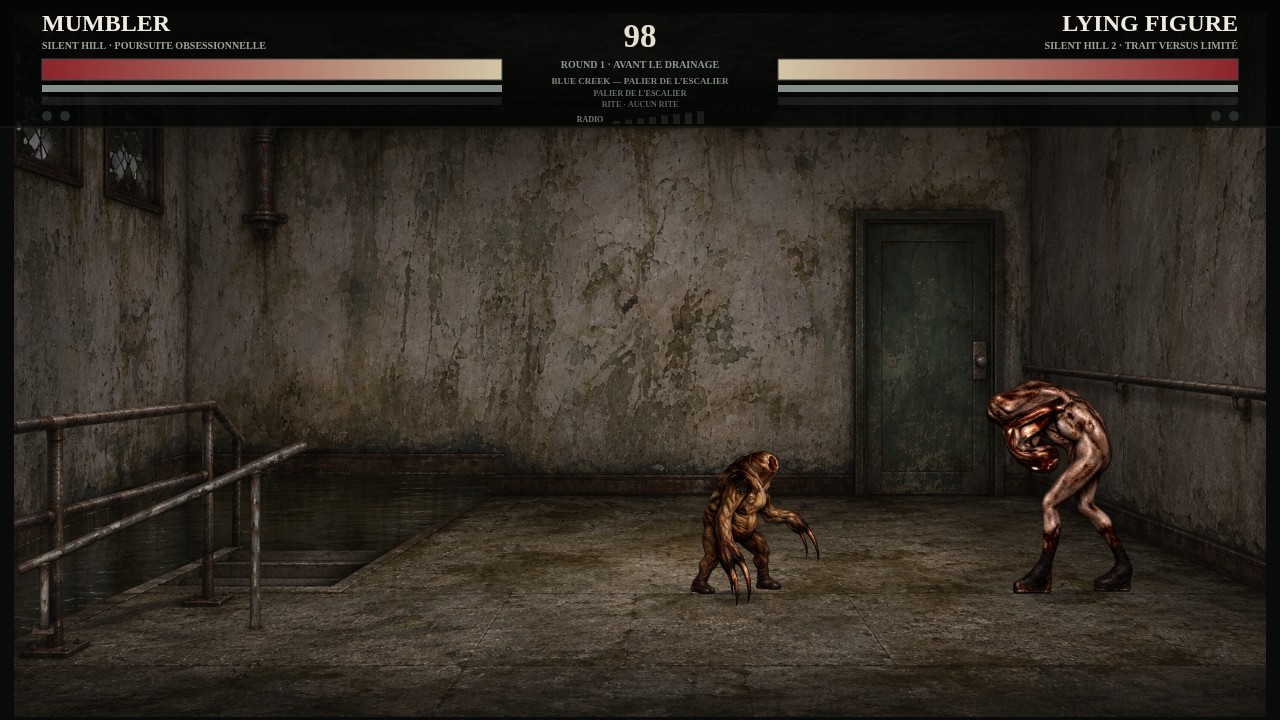 MUMBLER
SILENT HILL · POURSUITE OBSESSIONNELLE
98
ROUND 1 · AVANT LE DRAINAGE
BLUE CREEK — PALIER DE L'ESCALIER
PALIER DE L'ESCALIER
RITE · AUCUN RITE
RADIO
LYING FIGURE
SILENT HILL 2 · TRAIT VERSUS LIMITÉ